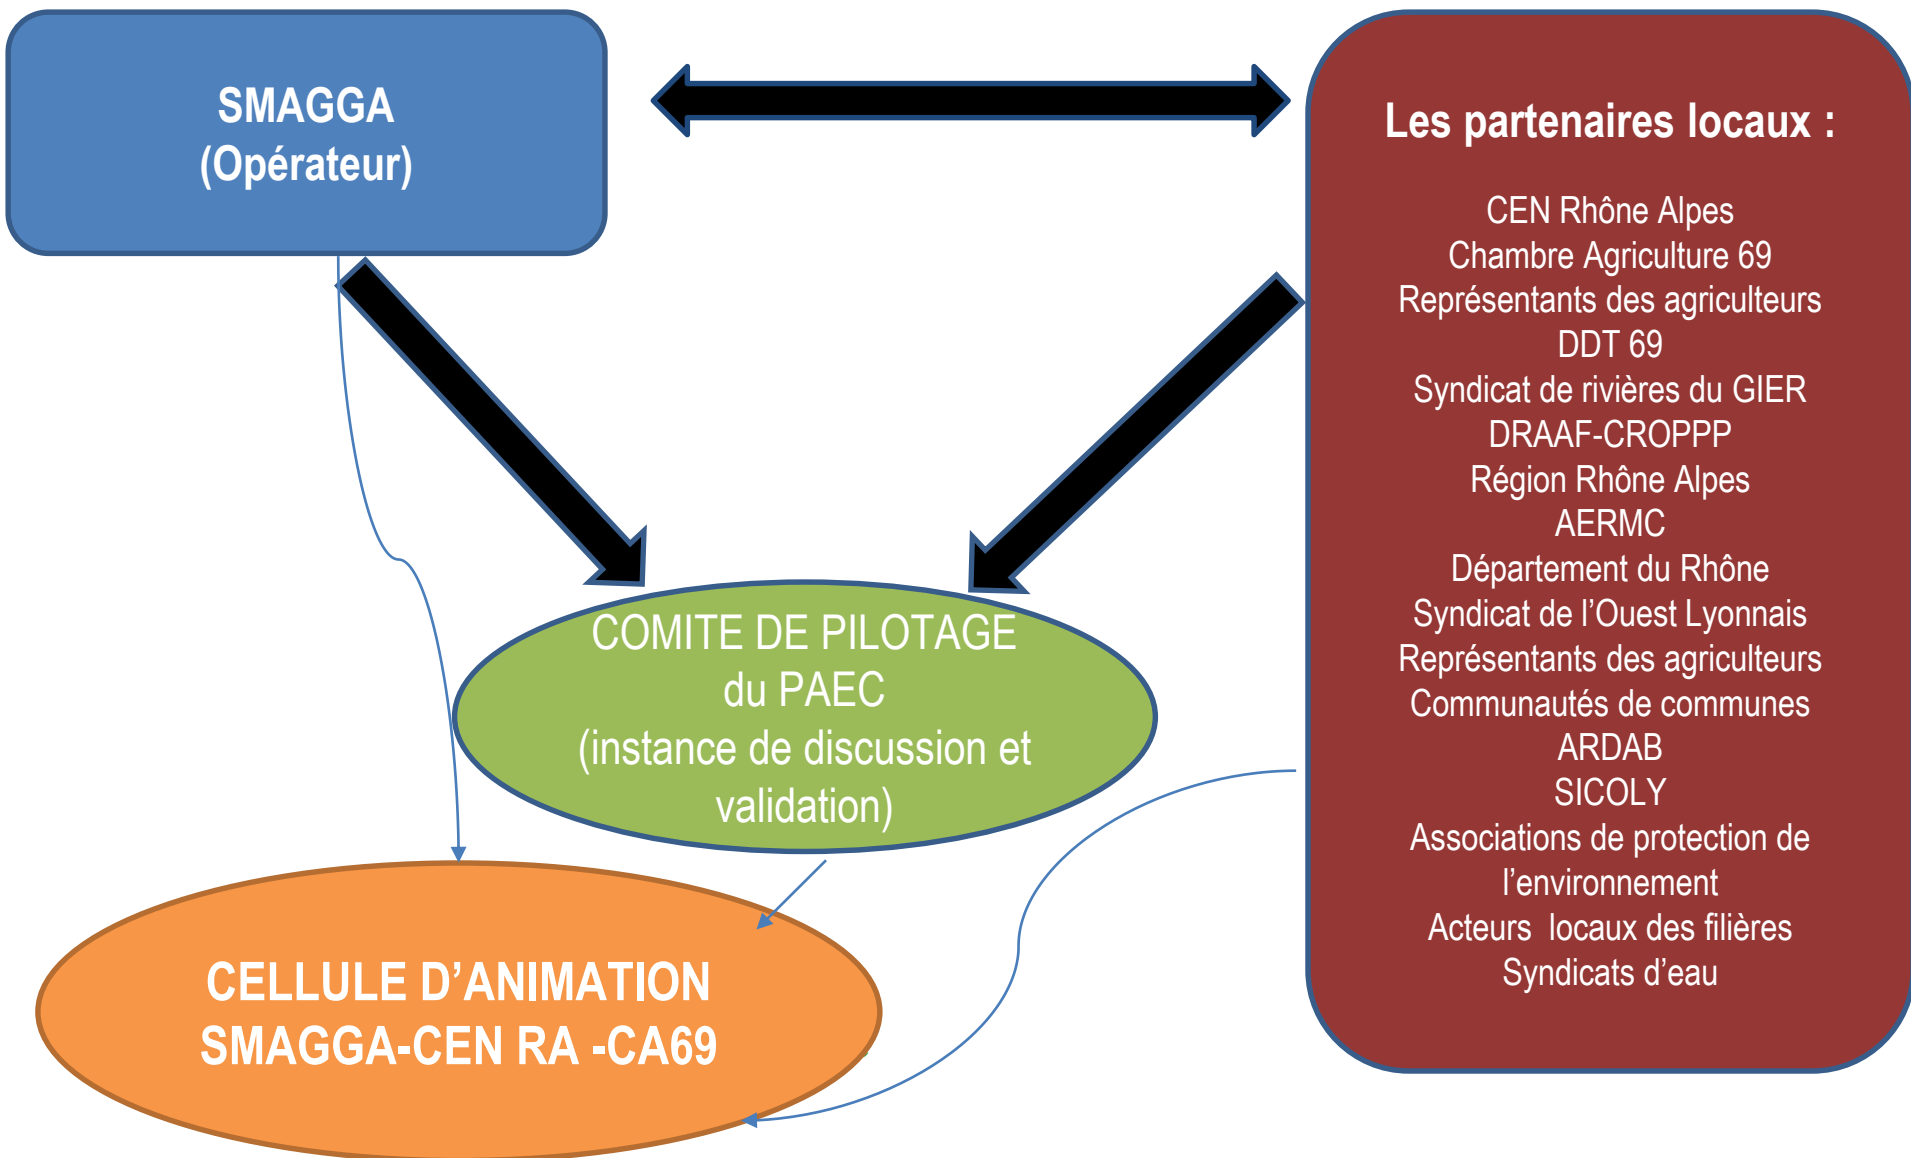 SMAGGA
(Opérateur)
Les partenaires locaux :
CEN Rhône Alpes
Chambre Agriculture 69
Représentants des agriculteurs
DDT 69
Syndicat de rivières du GIER
DRAAF-CROPPP
Région Rhône Alpes
AERMC
Département du Rhône
Syndicat de l’Ouest Lyonnais
Représentants des agriculteurs
Communautés de communes
ARDAB
SICOLY
Associations de protection de
l’environnement
Acteurs locaux des filières
Syndicats d’eau
COMITE DE PILOTAGE
du PAEC
(instance de discussion et
validation)
CELLULE D’ANIMATION
SMAGGA-CEN RA -CA69